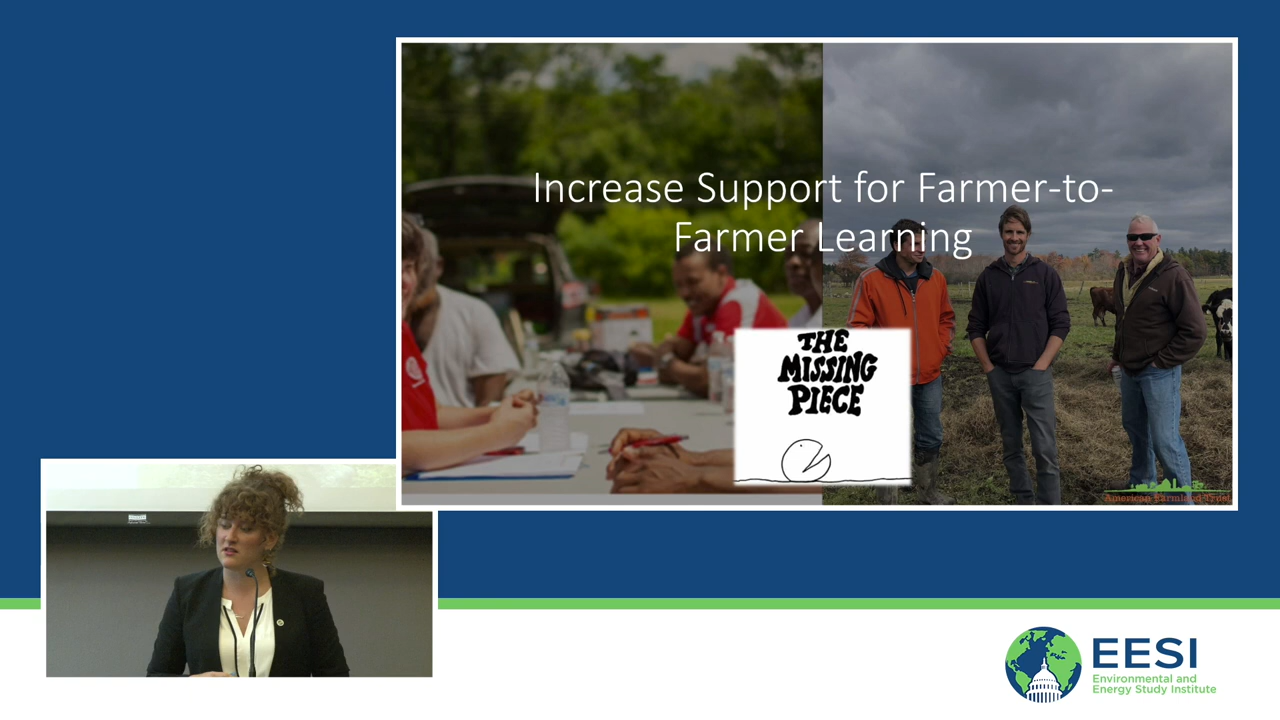 Increase Support for Farmer-to-
Farmer Learning
THE
MISSING
PIECE
American Farmland Trust
EESI
Environmental and
Energy Study Institute